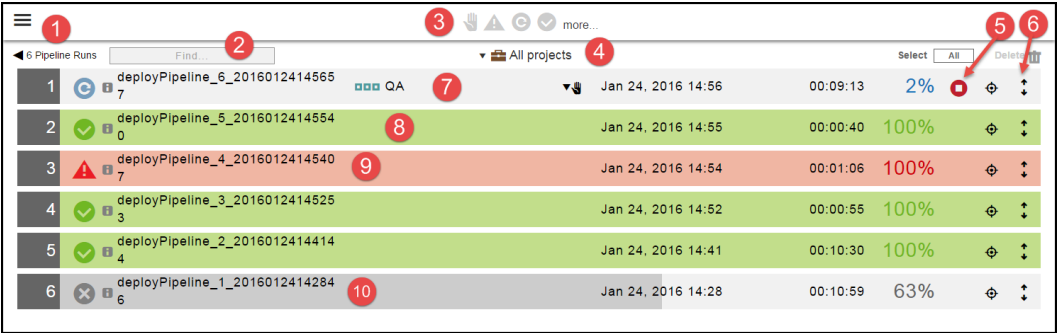 3 more... 5 6
1 2 4
6 Pipeline Runs Find... All projects Select All Delete
1 deployPipeline_6_2016012414565
7 QA 7 Jan 24, 2016 14:56 00:09:13 2%
2 deployPipeline_5_2016012414554
0 8 Jan 24, 2016 14:55 00:00:40 100%
3 deployPipeline_4_2016012414540
7 9 Jan 24, 2016 14:54 00:01:06 100%
4 deployPipeline_3_2016012414525
3 Jan 24, 2016 14:52 00:00:55 100%
5 deployPipeline_2_2016012414414
4 Jan 24, 2016 14:41 00:10:30 100%
6 deployPipeline_1_2016012414284
6 10 Jan 24, 2016 14:28 00:10:59 63%